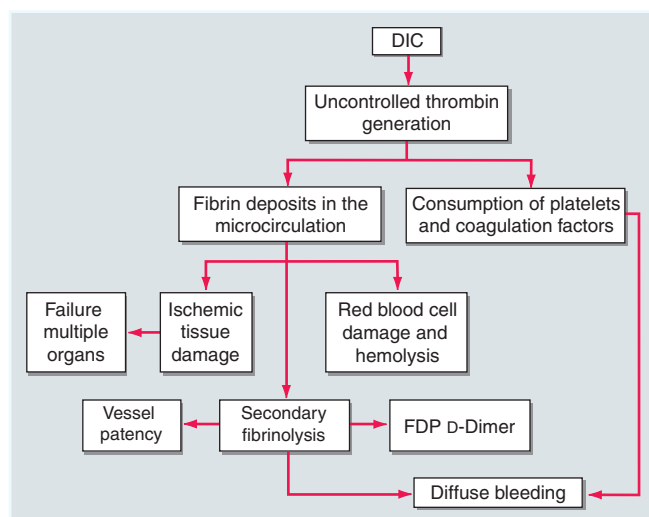 DIC
Uncontrolled thrombin
generation
Fibrin deposits in the
microcirculation
Consumption of platelets
and coagulation factors
Failure
multiple
organs
Ischemic
tissue
damage
Red blood cell
damage and
hemolysis
Vessel
patency
Secondary
fibrinolysis
FDP D-Dimer
Diffuse bleeding